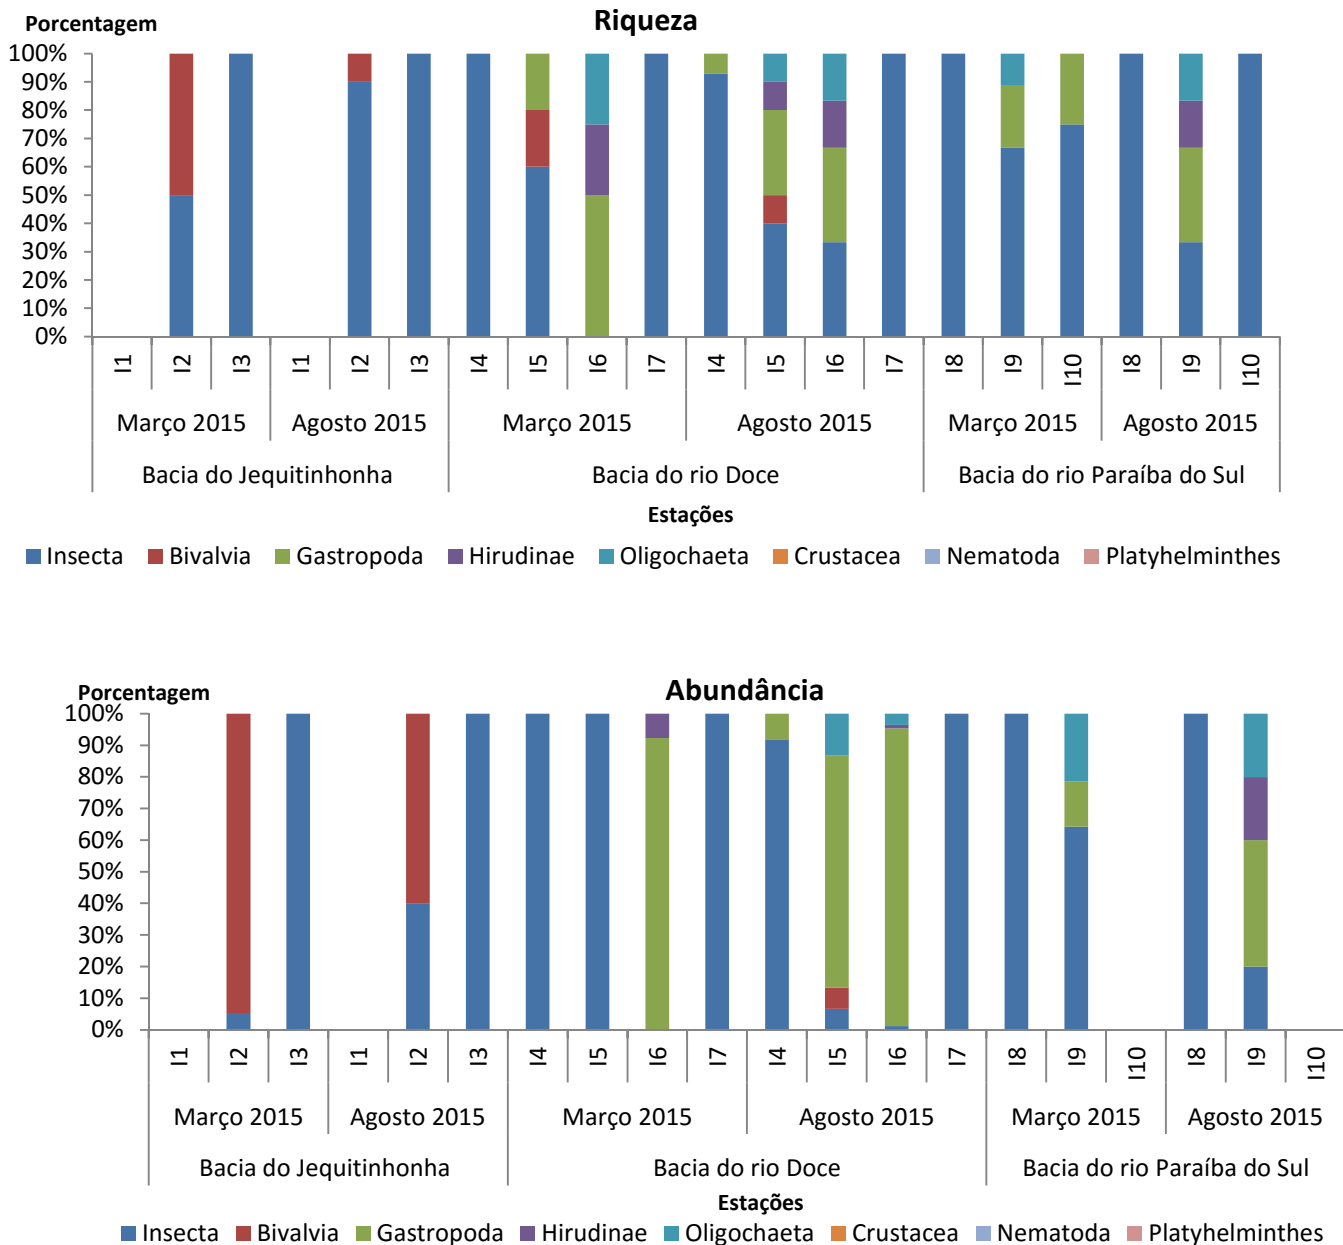 Riqueza
Porcentagem
100%
90%
80%
70%
60%
50%
40%
30%
20%
10%
0%
I1 I2 I3 I1 I2 I3 I4 I5 I6 I7 I4 I5 I6 I7 I8 I9 I10 I8 I9 I10
Março 2015 Agosto 2015 Março 2015 Agosto 2015 Março 2015 Agosto 2015
Bacia do Jequitinhonha Bacia do rio Doce Bacia do rio Paraíba do Sul
Estações
Insecta Bivalvia Gastropoda Hirudinae Oligochaeta Crustacea Nematoda Platyhelminthes
Abundância
Porcentagem
100%
90%
80%
70%
60%
50%
40%
30%
20%
10%
0%
I1 I2 I3 I1 I2 I3 I4 I5 I6 I7 I4 I5 I6 I7 I8 I9 I10 I8 I9 I10
Março 2015 Agosto 2015 Março 2015 Agosto 2015 Março 2015 Agosto 2015
Bacia do Jequitinhonha Bacia do rio Doce Bacia do rio Paraíba do Sul
Estações
Insecta Bivalvia Gastropoda Hirudinae Oligochaeta Crustacea Nematoda Platyhelminthes